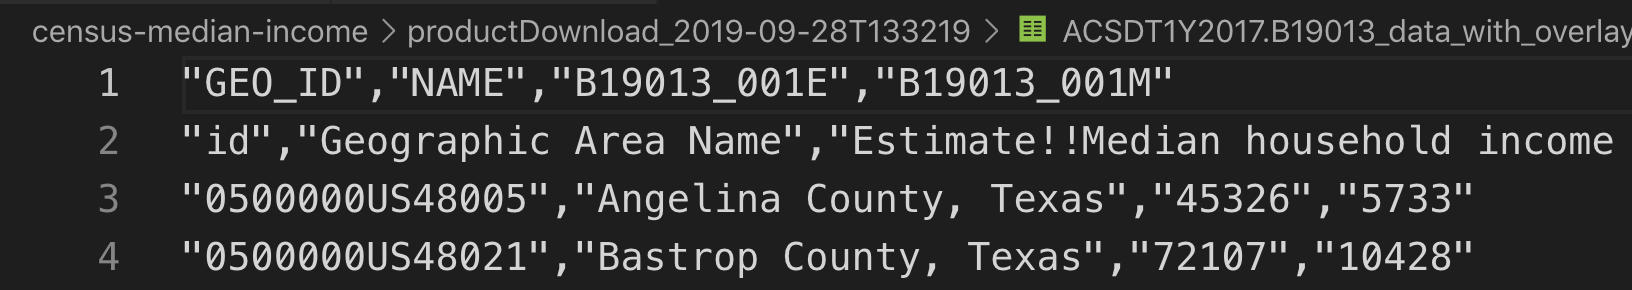 census-median-income > productDownload_2019-09-28T133219 > ACSDT1Y2017.B19013_data_with_overlay
1 "GEO_ID","NAME","B19013_001E","B19013_001M"
2 "id","Geographic Area Name","Estimate!!Median household income
3 "0500000US48005","Angelina County, Texas","45326","5733"
4 "0500000US48021","Bastrop County, Texas","72107","10428"